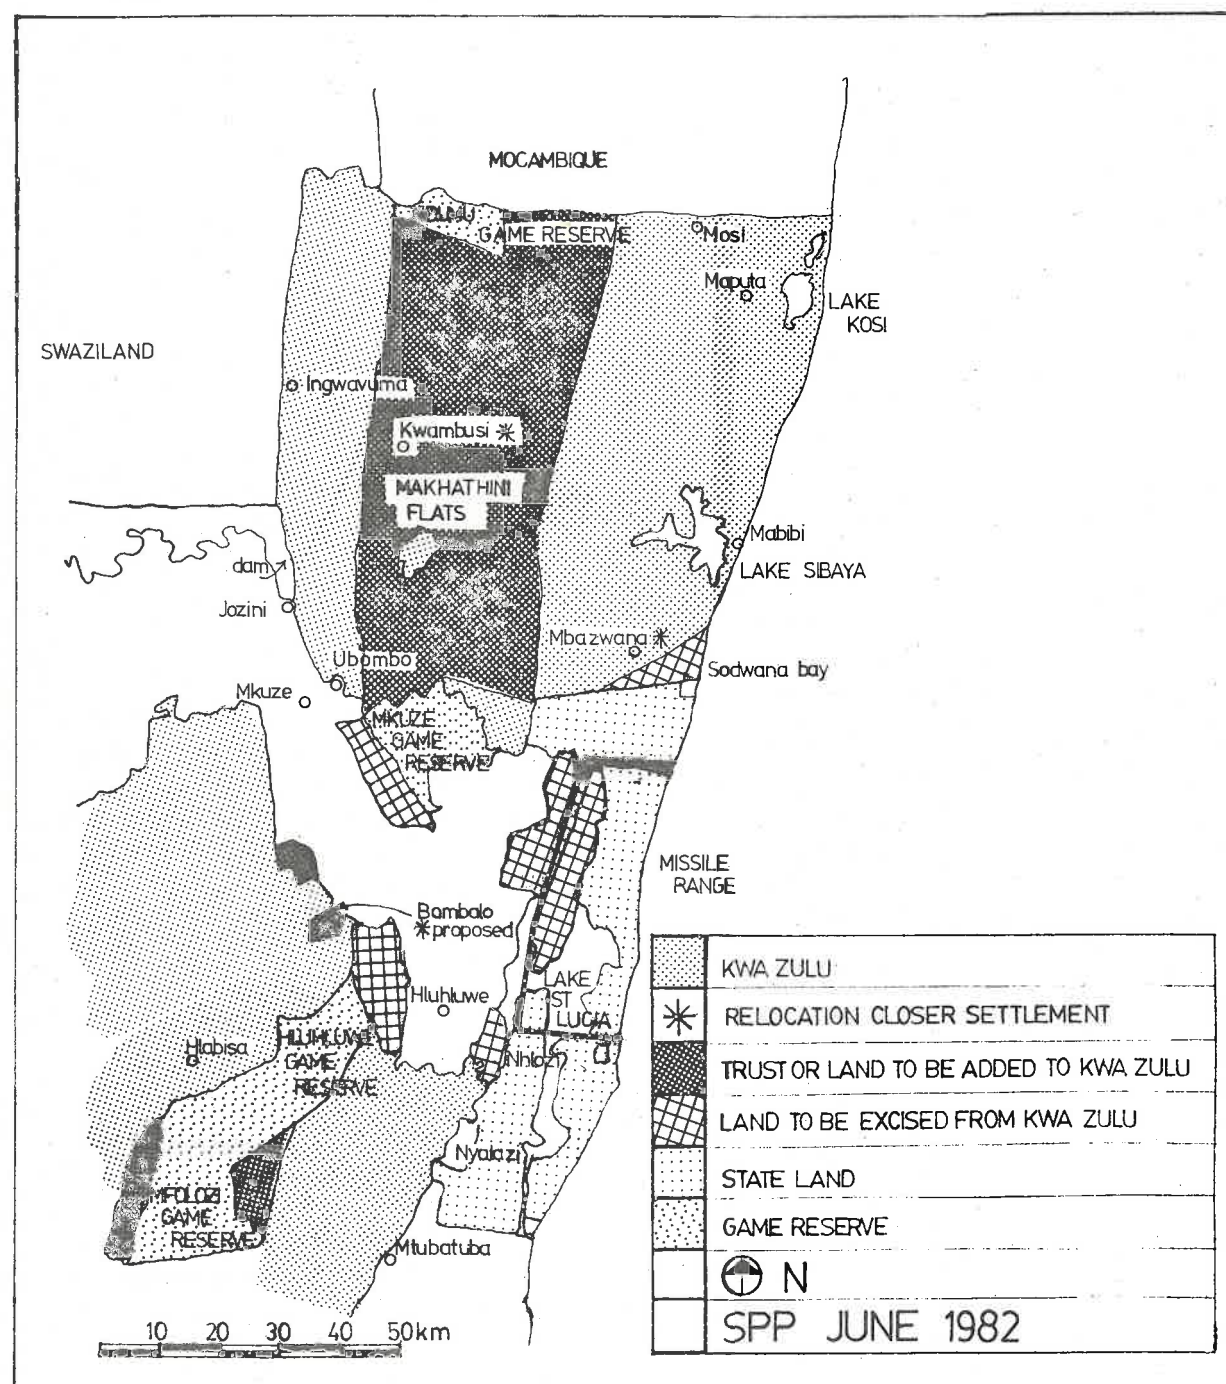 MOCAMBIQUE
NDUMU
GAME RESERVE
Mosi
Maputa
LAKE
KOSI
SWAZILAND
Ingwavuma
Kwambusi
MAKHATHINI
FLATS
Mabibi
dam
LAKE SIBAYA
Jozini
Mbazwana
Ubombo
Sodwana bay
Mkuze
MKUZE
GAME
RESERVE
MISSILE
RANGE
Bambalo
proposed
LAKE
ST
LUCIA
Hluhluwe
Hlabisa
HLUHLUWE
GAME
RESERVE
Nhlozi
Nyalazi
MFOLOZI
GAME
RESERVE
Mtubatuba
KWA ZULU
RELOCATION CLOSER SETTLEMENT
TRUST OR LAND TO BE ADDED TO KWA ZULU
LAND TO BE EXCISED FROM KWA ZULU
STATE LAND
GAME RESERVE
N
SPP JUNE 1982
10 20 30 40 50km